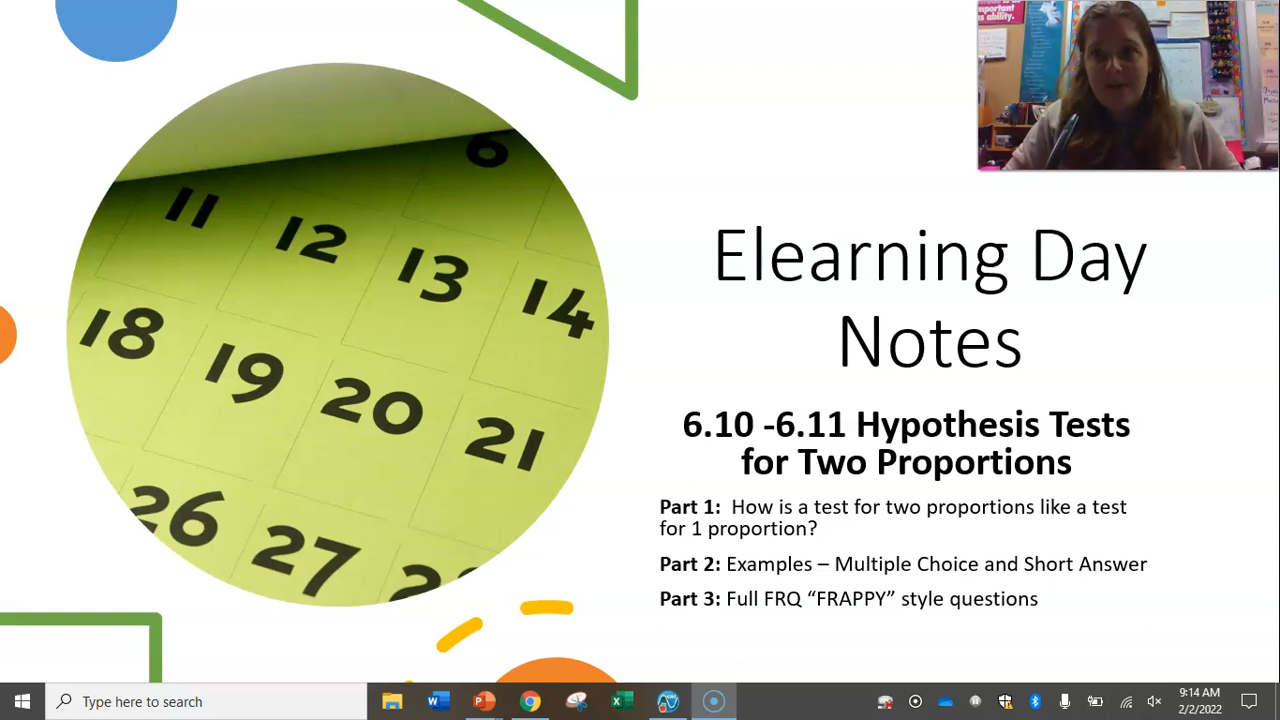 important
is ability.
Elearning Day
Notes
6.10 -6.11 Hypothesis Tests
for Two Proportions
Part 1:  How is a test for two proportions like a test
for 1 proportion?
Part 2: Examples – Multiple Choice and Short Answer
Part 3: Full FRQ “FRAPPY” style questions
6
11 12 13 14
18 19 20 21
26 27
Type here to search
9:14 AM
2/2/2022